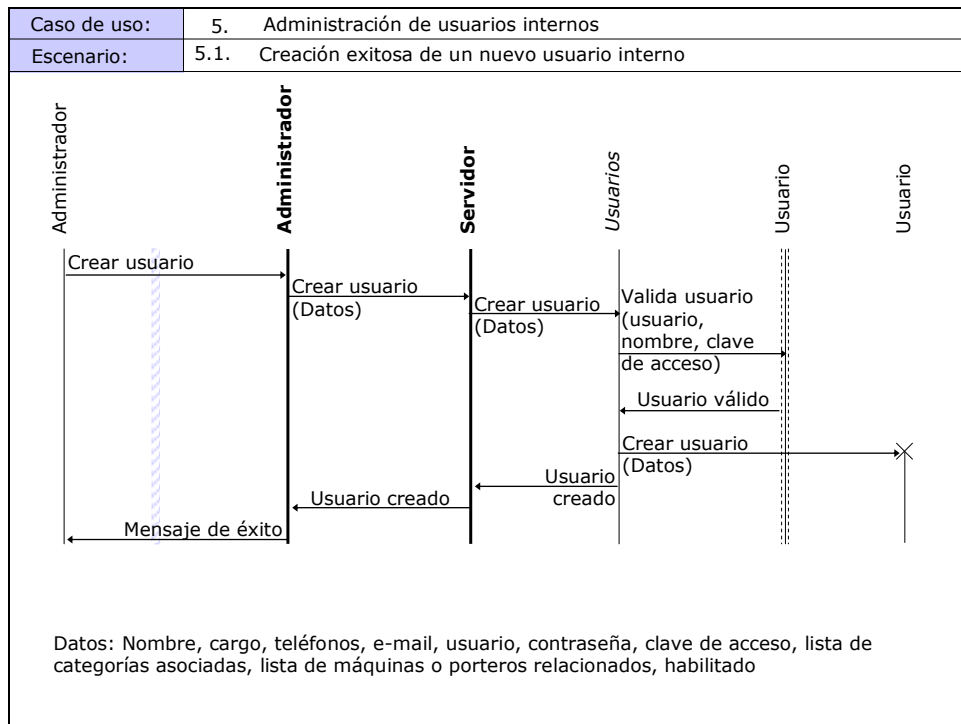 Caso de uso: 5. Administración de usuarios internos
Escenario: 5.1. Creación exitosa de un nuevo usuario interno
Administrador
Administrador
Servidor
Usuarios
Usuario
Usuario
Crear usuario
Crear usuario
(Datos)
Crear usuario
(Datos)
Valida usuario
(usuario,
nombre, clave
de acceso)
Usuario válido
Crear usuario
(Datos)
Usuario
creado
Usuario creado
Mensaje de éxito
Datos: Nombre, cargo, teléfonos, e-mail, usuario, contraseña, clave de acceso, lista de
categorías asociadas, lista de máquinas o porteros relacionados, habilitado